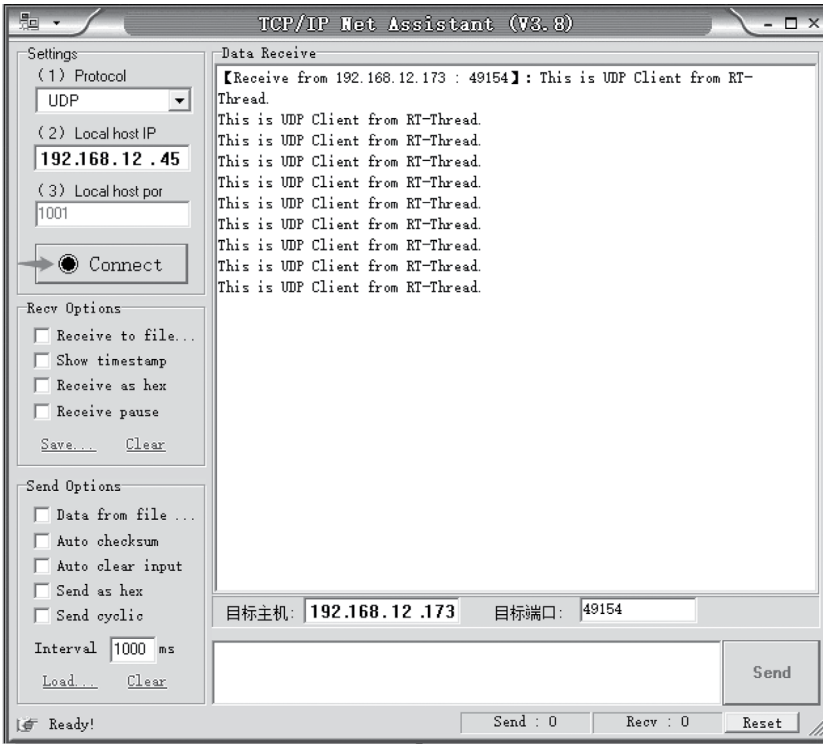 TCP/IP Net Assistant (V3.8)
Settings
(1) Protocol
UDP
(2) Local host IP
192.168.12.45
(3) Local host por
1001
Connect
Recv Options
Receive to file...
Show timestamp
Receive as hex
Receive pause
Save... Clear
Send Options
Data from file ...
Auto checksum
Auto clear input
Send as hex
Send cyclic
Interval 1000 ms
Load... Clear
Data Receive
【Receive from 192.168.12.173 : 49154】: This is UDP Client from RT-
Thread.
This is UDP Client from RT-Thread.
This is UDP Client from RT-Thread.
This is UDP Client from RT-Thread.
This is UDP Client from RT-Thread.
This is UDP Client from RT-Thread.
This is UDP Client from RT-Thread.
This is UDP Client from RT-Thread.
This is UDP Client from RT-Thread.
This is UDP Client from RT-Thread.
目标主机: 192.168.12.173 目标端口: 49154
Send
Ready! Send : 0 Recv : 0 Reset